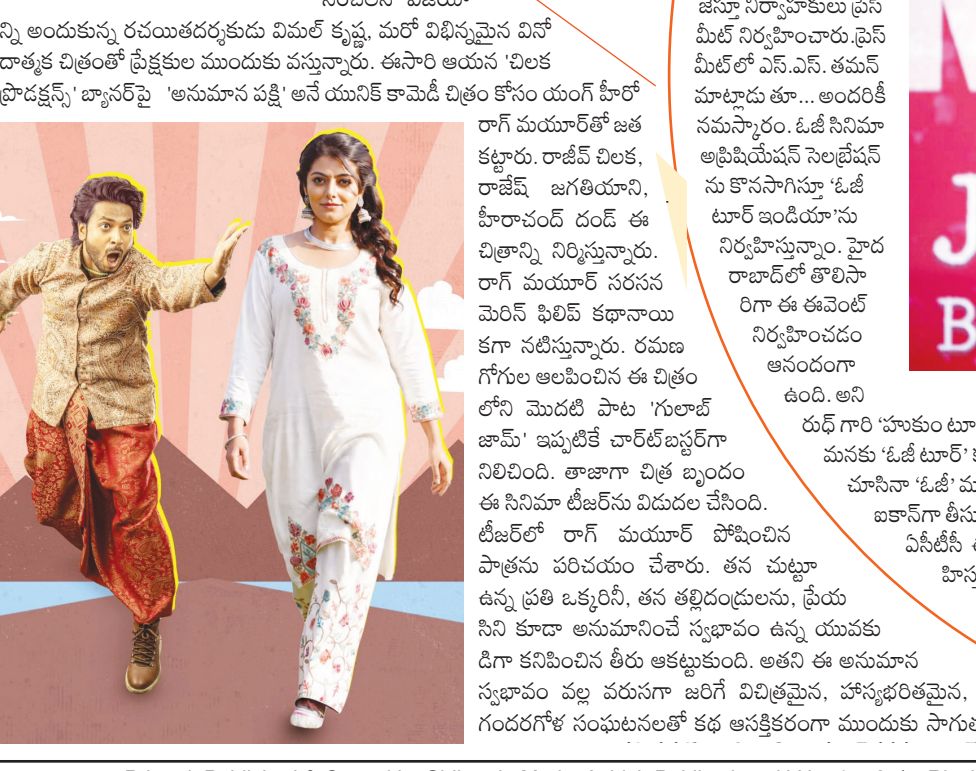 న్ని అందుకున్న రచయితదర్శకుడు విమల్ కృష్ణ, మరో విభిన్నమైన వినో
దాత్మక చిత్రంతో ప్రేక్షకుల ముందుకు వస్తున్నారు. ఈసారి ఆయన 'చిలక
ప్రొడక్షన్స్' బ్యానర్‌పై 'అనుమాన పక్షి' అనే యునిక్ కామెడీ చిత్రం కోసం యంగ్ హీరో
రాగ్ మయూర్‌తో జత
కట్టారు. రాజీవ్ చిలక,
రాజేష్ జగతియాని,
హీరాచంద్ దండ్ ఈ
చిత్రాన్ని నిర్మిస్తున్నారు.
రాగ్ మయూర్ సరసన
మెరిన్ ఫిలిప్ కథానాయి
కగా నటిస్తున్నారు. రమణ
గోగుల ఆలపించిన ఈ చిత్రం
లోని మొదటి పాట 'గులాబ్
జామ్' ఇప్పటికే చార్ట్‌బస్టర్‌గా
నిలిచింది. తాజాగా చిత్ర బృందం
ఈ సినిమా టీజర్‌ను విడుదల చేసింది.
టీజర్‌లో రాగ్ మయూర్ పోషించిన
పాత్రను పరిచయం చేశారు. తన చుట్టూ
ఉన్న ప్రతి ఒక్కరినీ, తన తల్లిదండ్రులను, ప్రేయ
సిని కూడా అనుమానించే స్వభావం ఉన్న యువకు
డిగా కనిపించిన తీరు ఆకట్టుకుంది. అతని ఈ అనుమాన
స్వభావం వల్ల వరుసగా జరిగే విచిత్రమైన, హాస్యభరితమైన,
గందరగోళ సంఘటనలతో కథ ఆసక్తికరంగా ముందుకు
జేస్తూ నిర్వాహకులు ప్రెస్
మీట్ నిర్వహించారు.ప్రెస్
మీట్‌లో ఎస్.ఎస్. తమన్
మాట్లాడు తూ... అందరికీ
నమస్కారం. ఓజీ సినిమా
అప్రిషియేషన్ సెలబ్రేషన్
ను కొనసాగిస్తూ ‘ఓజీ
టూర్ ఇండియా’ను
నిర్వహిస్తున్నాం. హైద
రాబాద్‌లో తొలిసా
రిగా ఈ ఈవెంట్
నిర్వహించడం
ఆనందంగా
ఉంది. అని
రుధ్ గారి ‘హుకుం టూ
మనకు ‘ఓజీ టూర్’
చూసినా ‘ఓజీ’ మ
ఐకాన్‌గా తీసు
ఏసీటీసీ
J
B